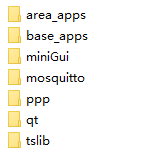 area_apps
base_apps
miniGui
mosquitto
ppp
qt
tslib